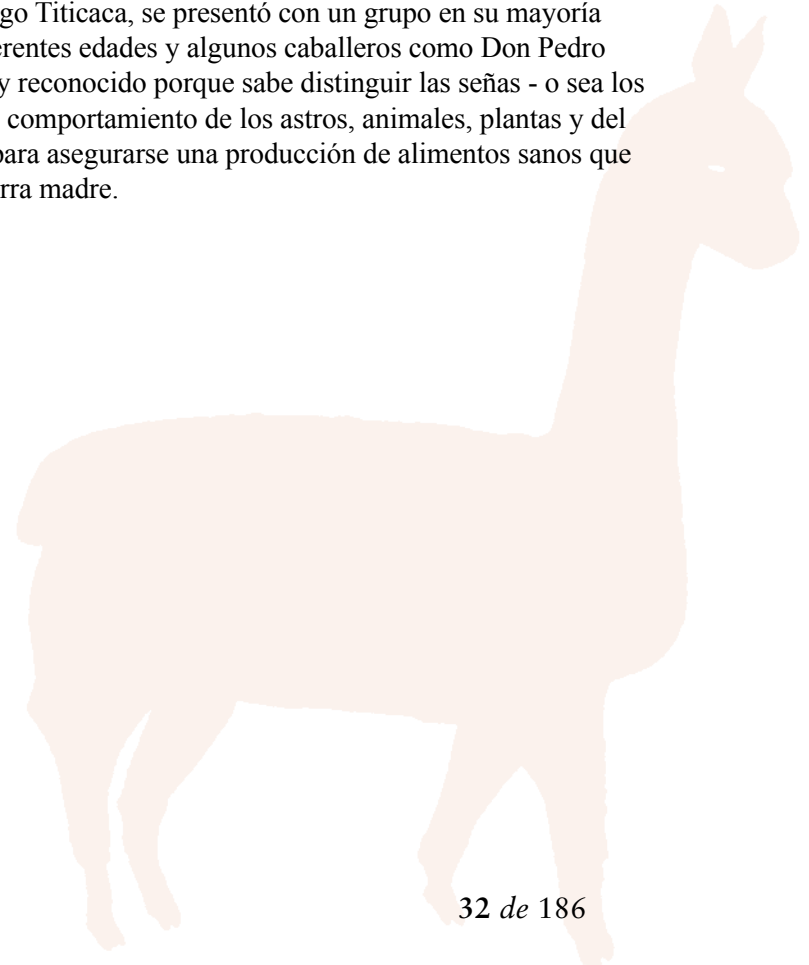 go Titicaca, se presentó con un grupo en su mayoría
erentes edades y algunos caballeros como Don Pedro
y reconocido porque sabe distinguir las señas - o sea los
comportamiento de los astros, animales, plantas y del
para asegurarse una producción de alimentos sanos que
rra madre.
32 de 186